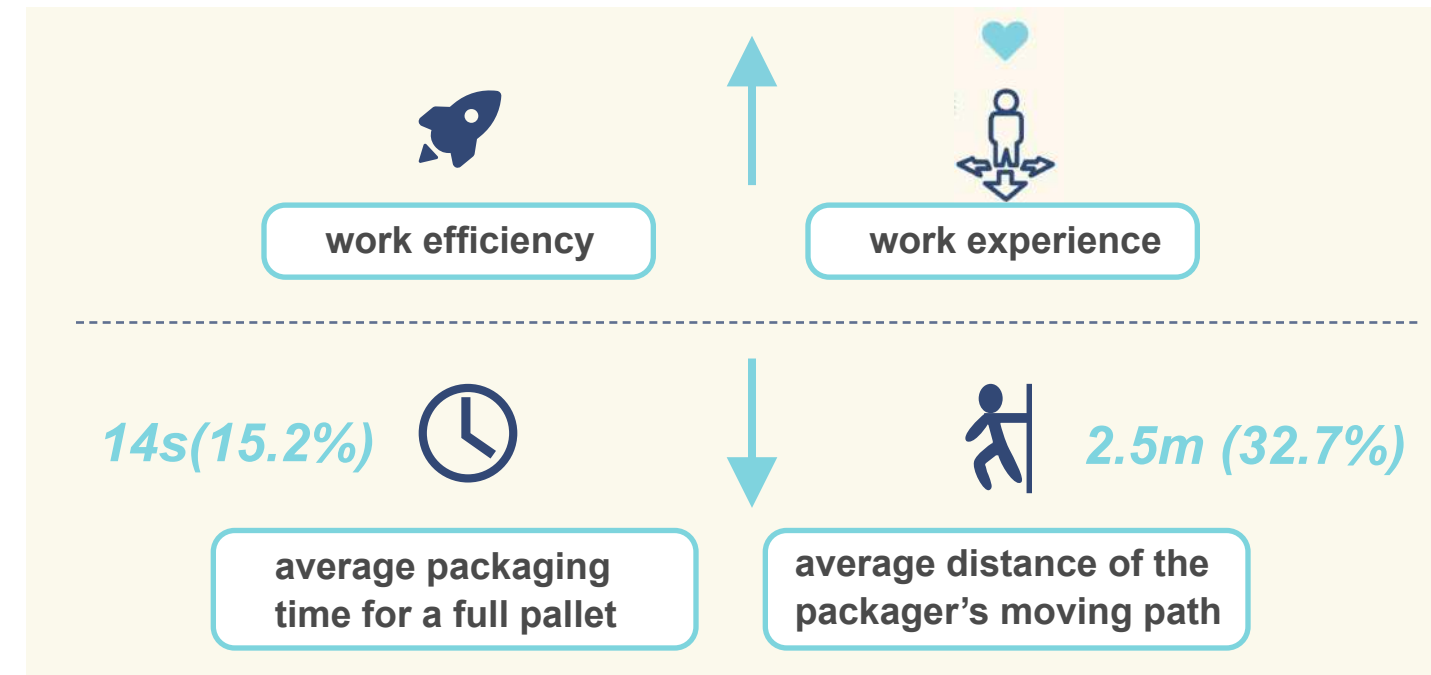 work efficiency
work experience
14s(15.2%)
2.5m (32.7%)
average packaging
time for a full pallet
average distance of the
packager’s moving path